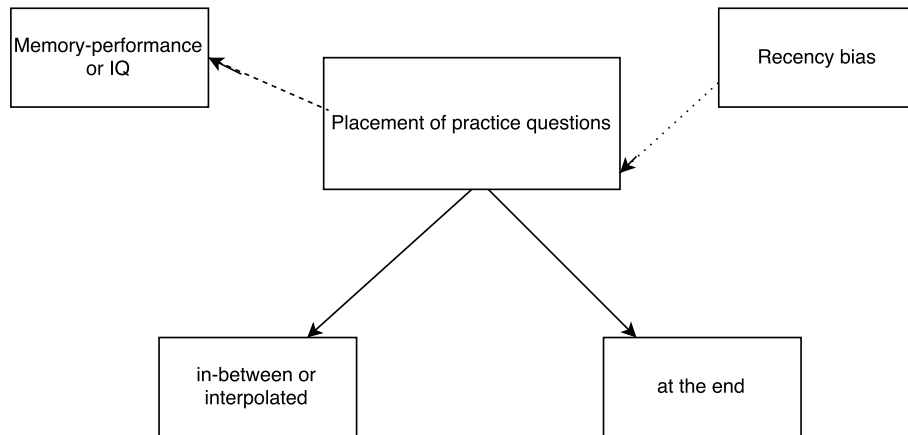 Memory-performance
or IQ
Placement of practice questions
Recency bias
in-between or
interpolated
at the end